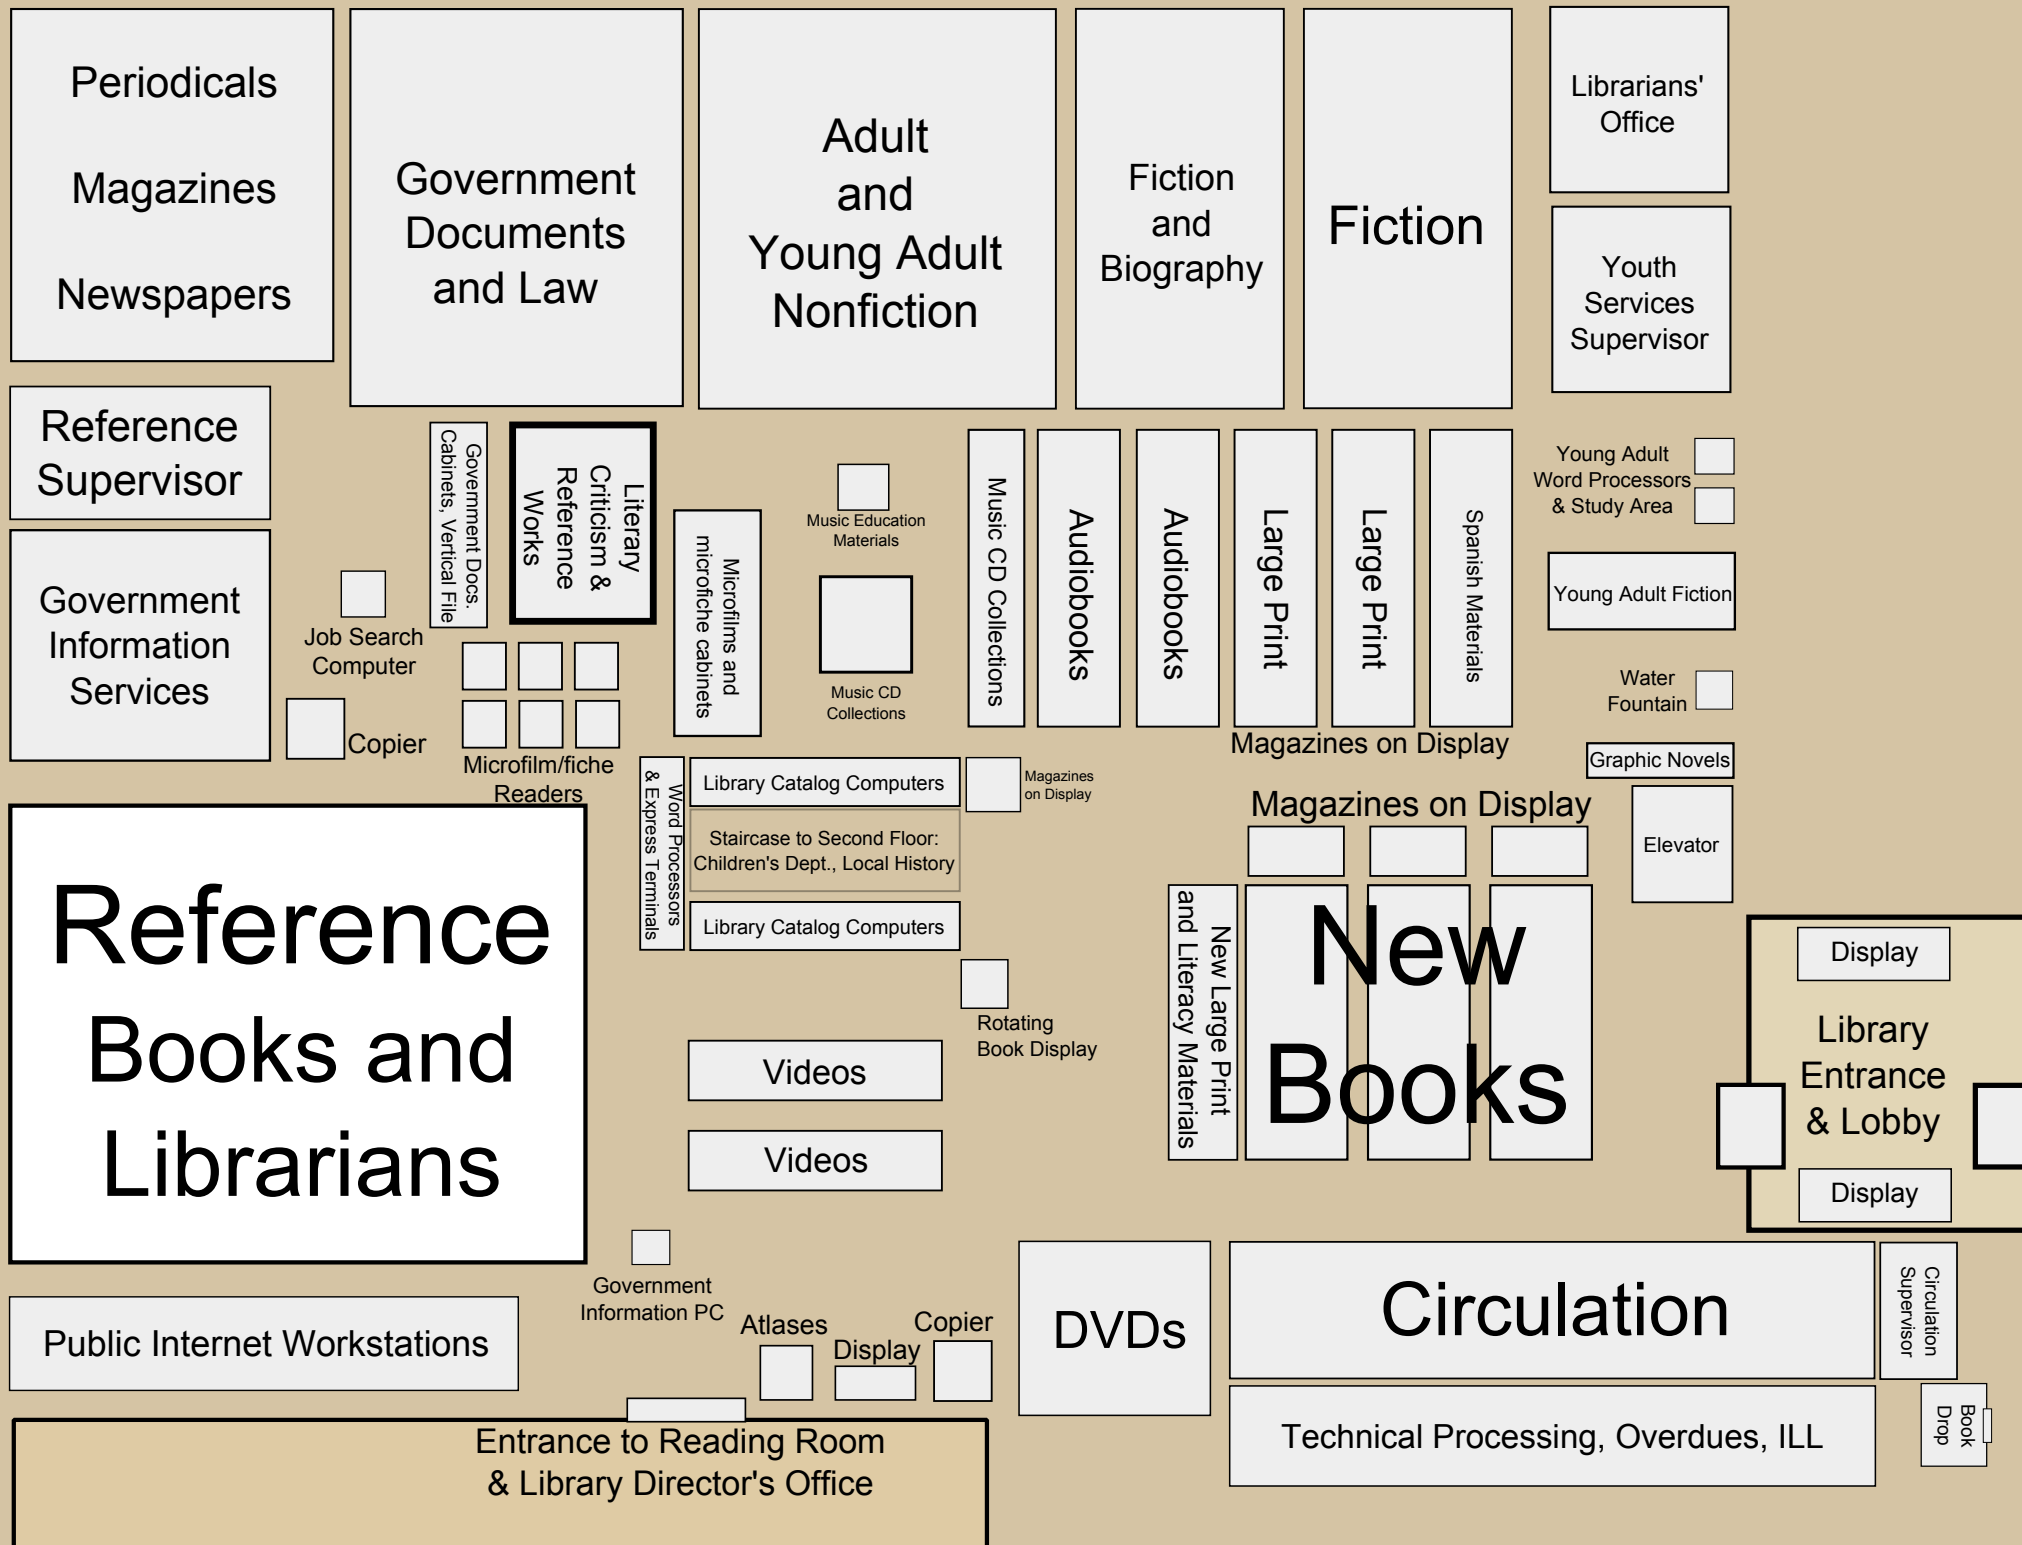 Periodicals
Magazines
Newspapers
Government
Documents
and Law
Adult
and
Young Adult
Nonfiction
Fiction
and
Biography
Fiction
Librarians'
Office
Youth
Services
Supervisor
Reference
Supervisor
Government
Information
Services
Job Search
Computer
Copier
Government Docs.
Cabinets, Vertical File
Literary
Criticism &
Reference
Works
Microfilm/fiche
Readers
Microfilms and
microfiche cabinets
Music Education
Materials
Music CD
Collections
Music CD Collections
Audiobooks
Audiobooks
Large Print
Large Print
Spanish Materials
Magazines on Display
Young Adult
Word Processors
& Study Area
Young Adult Fiction
Water
Fountain
Graphic Novels
Elevator
Word Processors
& Express Terminals
Library Catalog Computers
Staircase to Second Floor:
Children's Dept., Local History
Library Catalog Computers
Magazines
on Display
Rotating
Book Display
Magazines on Display
New Large Print
and Literacy Materials
New
Books
Display
Library
Entrance
& Lobby
Display
Reference
Books and
Librarians
Videos
Videos
Government
Information PC
Public Internet Workstations
Atlases
Display
Copier
DVDs
Circulation
Circulation
Supervisor
Technical Processing, Overdues, ILL
Book
Drop
Entrance to Reading Room
& Library Director's Office